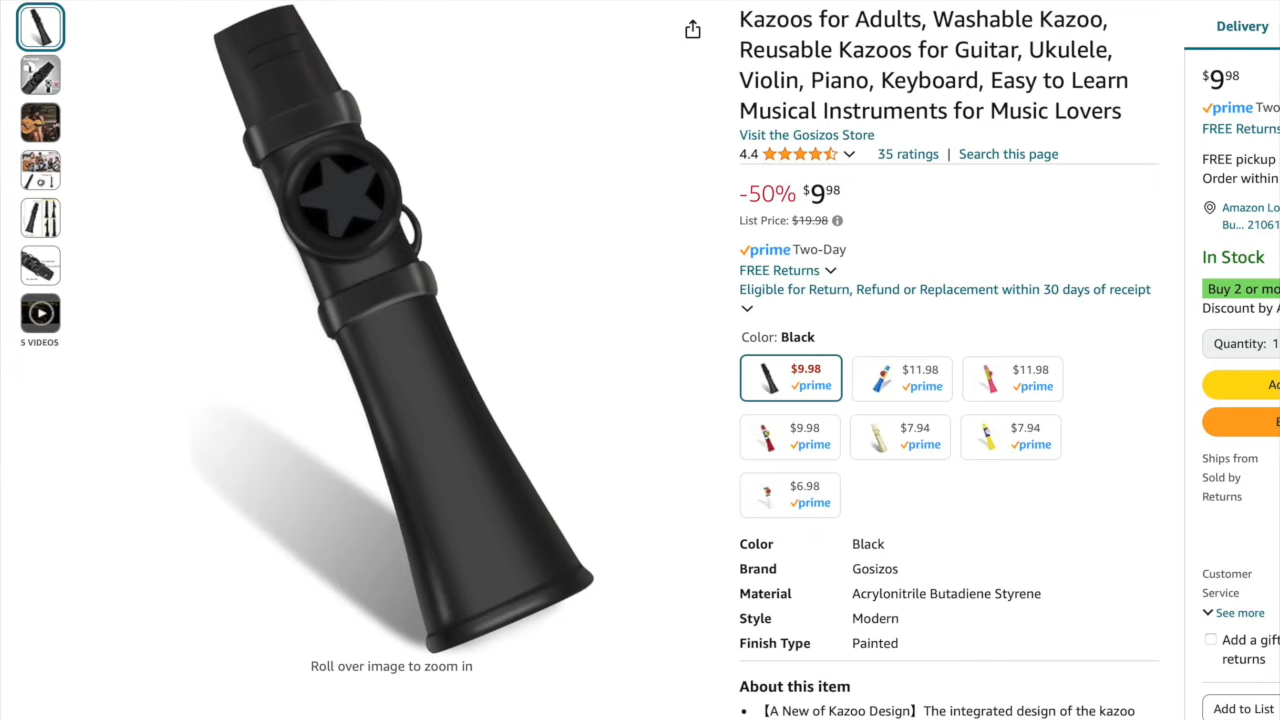 Kazoos for Adults, Washable Kazoo,
Reusable Kazoos for Guitar, Ukulele,
Violin, Piano, Keyboard, Easy to Learn
Musical Instruments for Music Lovers
Visit the Gosizos Store
4.4
35 ratings | Search this page
-50% $9.98
List Price: $19.98
prime Two-Day
FREE Returns
Eligible for Return, Refund or Replacement within 30 days of receipt
Color: Black
$9.98
prime
$11.98
prime
$11.98
prime
$9.98
prime
$7.94
prime
$7.94
prime
$6.98
prime
Color Black
Brand Gosizos
Material Acrylonitrile Butadiene Styrene
Style Modern
Finish Type Painted
About this item
• 【A New of Kazoo Design】The integrated design of the kazoo
5 VIDEOS
Roll over image to zoom in
Delivery
$9.98
prime Two
FREE Returns
FREE pickup
Order within
Amazon Lo
Bu... 21061
In Stock
Buy 2 or mo
Discount by A
Quantity: 1
Ships from
Sold by
Returns
Customer
Service
See more
Add a gift
returns
Add to List